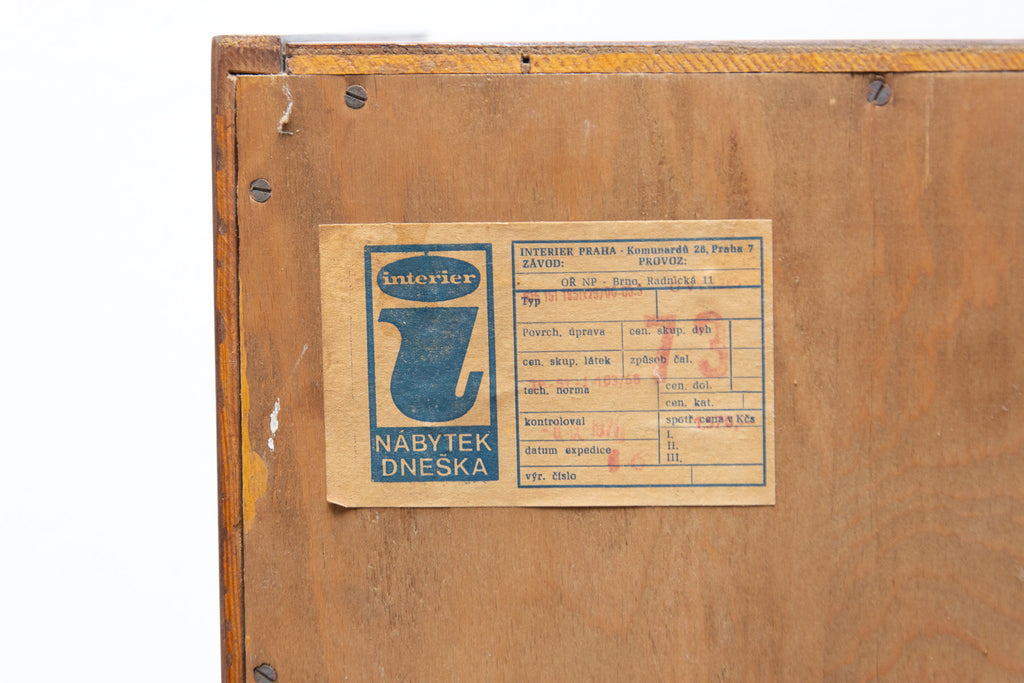 interier
NÁBYTEK
DNEŠKA
INTERIER PRAHA - Komunardů 28, Praha 7
ZÁVOD: PROVOZ:
OŘ NP - Brno, Radnická 11
Typ
73
Povrch. úprava cen. skup. dýh
cen. skup. látek způsob čal.
tech. norma cen. dol.
cen. kat.
kontroloval spotř. cena v Kčs
I.
datum expedice II.
III.
výr. číslo